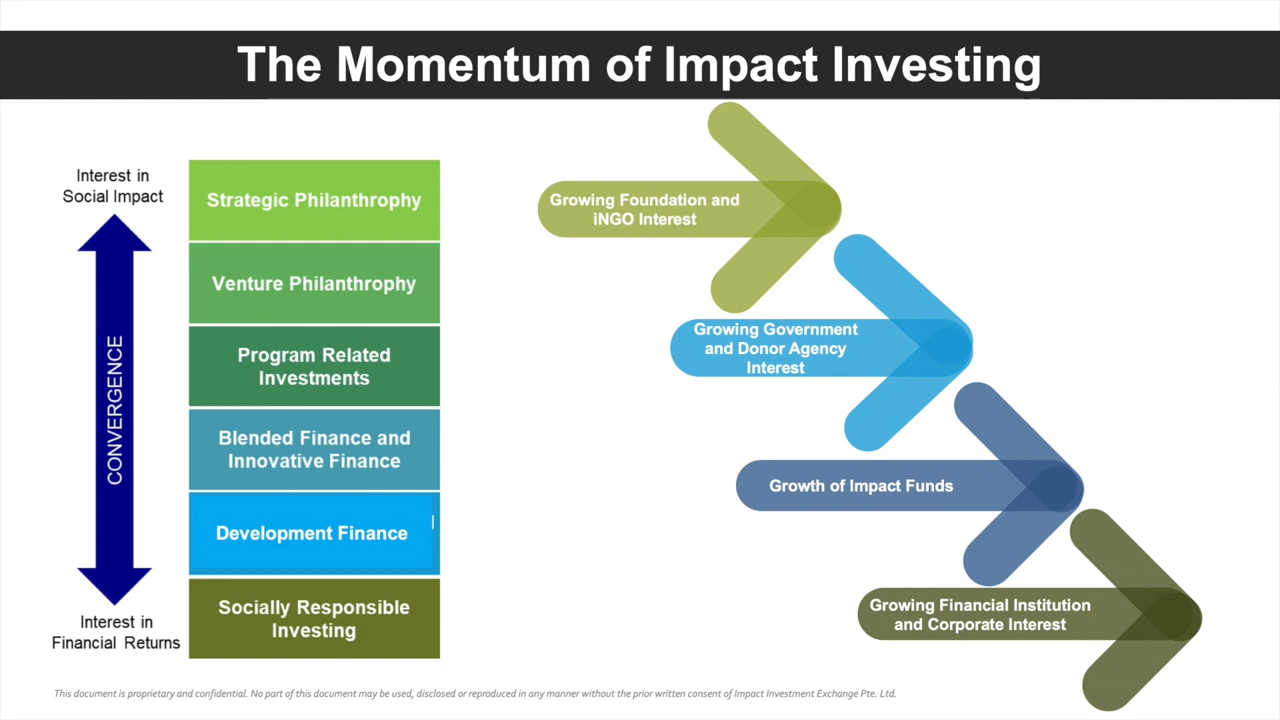 The Momentum of Impact Investing
Interest in
Social Impact
CONVERGENCE
Interest in
Financial Returns
Strategic Philanthropy
Venture Philanthropy
Program Related
Investments
Blended Finance and
Innovative Finance
Development Finance
Socially Responsible
Investing
Growing Foundation and
iNGO Interest
Growing Government
and Donor Agency
Interest
Growth of Impact Funds
Growing Financial Institution
and Corporate Interest
This document is proprietary and confidential. No part of this document may be used, disclosed or reproduced in any manner without the prior written consent of Impact Investment Exchange Pte. Ltd.